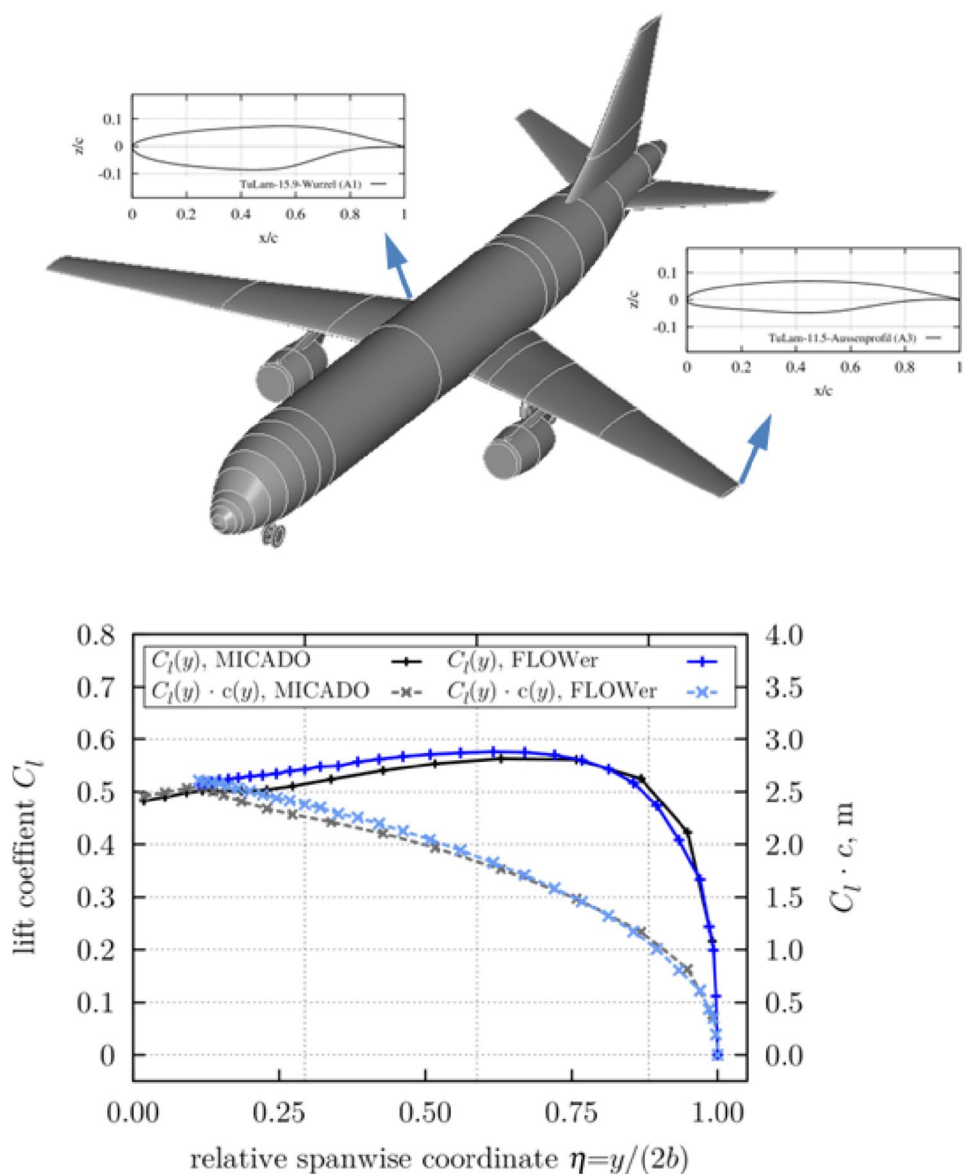 0.1
0
-0.1
z/c
TuLam-15.9-Wurzel (A1)
0 0.2 0.4 0.6 0.8 1
x/c
0.1
0
-0.1
z/c
TuLam-11.5-Aussenprofil (A3)
0 0.2 0.4 0.6 0.8 1
x/c
C_l(y), MICADO C_l(y), FLOWer
C_l(y) · c(y), MICADO C_l(y) · c(y), FLOWer
lift coeffient C_l
0.8
0.7
0.6
0.5
0.4
0.3
0.2
0.1
0
4.0
3.5
3.0
2.5
2.0
1.5
1.0
0.5
0.0
C_l · c, m
0.00 0.25 0.50 0.75 1.00
relative spanwise coordinate η=y/(2b)